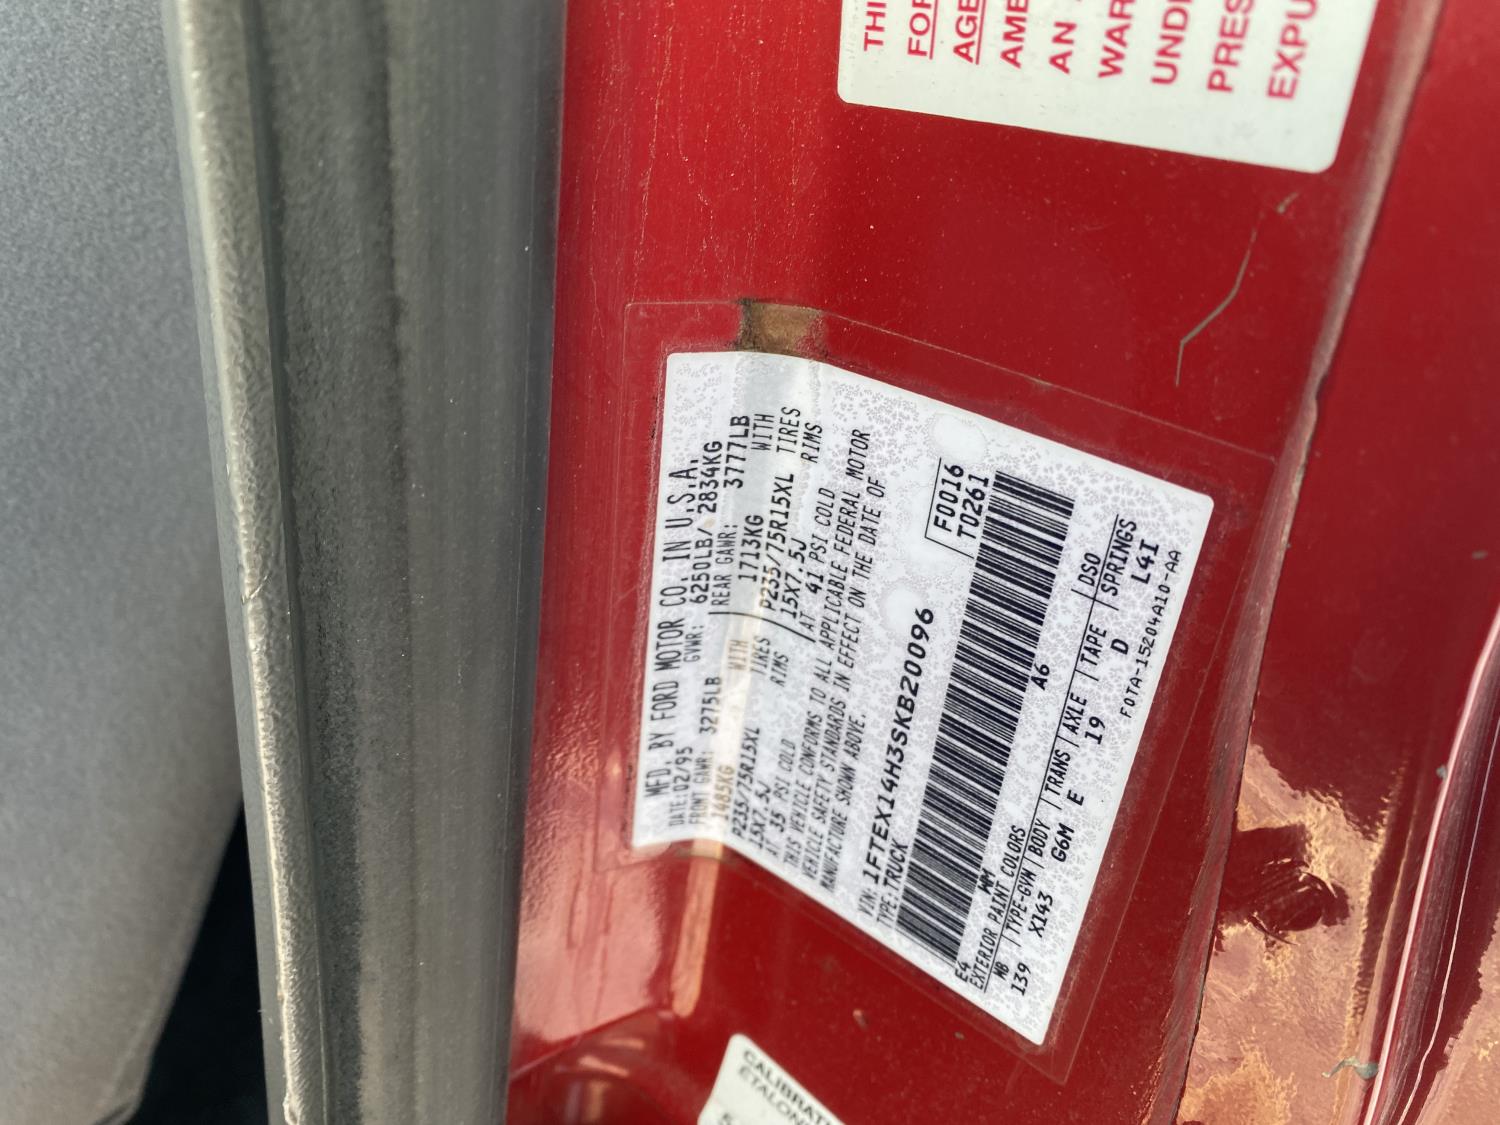 THI
FOR
AGE
AME
AN
WAR
UNDE
PRES
EXPU
MFD. BY FORD MOTOR CO. IN U.S.A.
DATE: 02/95 GVWR: 6250LB/ 2834KG
FRONT GAWR: 3275LB REAR GAWR: 3777LB
1485KG WITH 1713KG WITH
P235/75R15XL TIRES P235/75R15XL TIRES
15X7.5J RIMS 15X7.5J RIMS
AT 35 PSI COLD AT 41 PSI COLD
THIS VEHICLE CONFORMS TO ALL APPLICABLE FEDERAL MOTOR
VEHICLE SAFETY STANDARDS IN EFFECT ON THE DATE OF
MANUFACTURE SHOWN ABOVE.
F0016
T0261
VIN: 1FTEX14H3SKB20096
TYPE: TRUCK
E4 WM A6
EXTERIOR PAINT COLORS DSO
WB TYPE-GVW BODY TRANS AXLE TAPE SPRINGS
139 X143 G6M E 19 D L4I
F0TA-15204A10-AA
CALIBRAT
ETALON